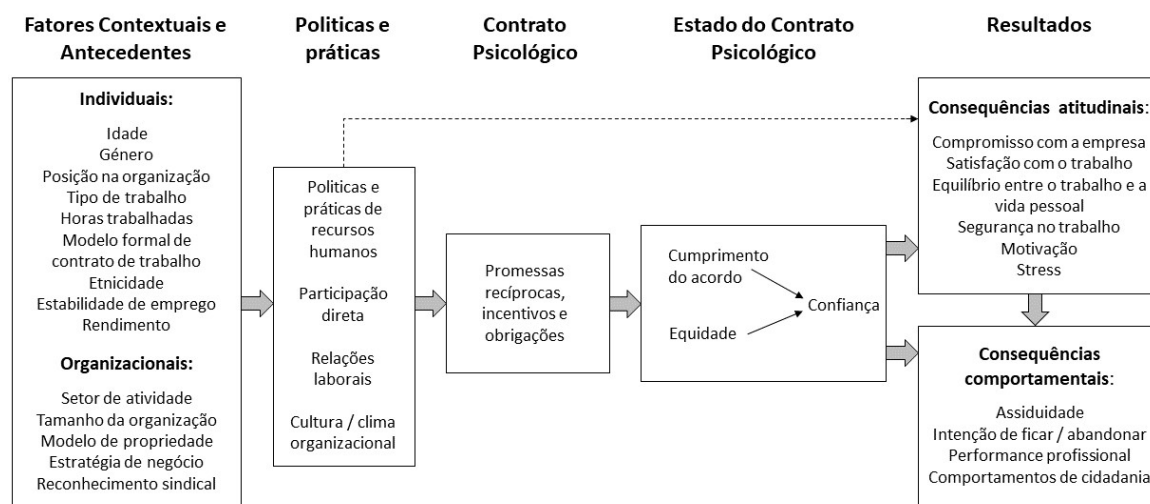 Fatores Contextuais e
Antecedentes
Politicas e
práticas
Contrato
Psicológico
Estado do Contrato
Psicológico
Resultados
Individuais:
Idade
Género
Posição na organização
Tipo de trabalho
Horas trabalhadas
Modelo formal de
contrato de trabalho
Etnicidade
Estabilidade de emprego
Rendimento
Organizacionais:
Setor de atividade
Tamanho da organização
Modelo de propriedade
Estratégia de negócio
Reconhecimento sindical
Politicas e
práticas de
recursos
humanos
Participação
direta
Relações
laborais
Cultura / clima
organizacional
Promessas
recíprocas,
incentivos e
obrigações
Cumprimento
do acordo
Equidade
Confiança
Consequências atitudinais:
Compromisso com a empresa
Satisfação com o trabalho
Equilíbrio entre o trabalho e a
vida pessoal
Segurança no trabalho
Motivação
Stress
Consequências
comportamentais:
Assiduidade
Intenção de ficar / abandonar
Performance profissional
Comportamentos de cidadania